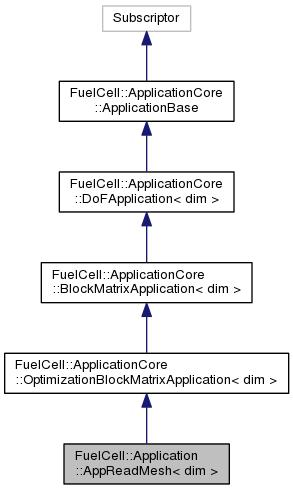 Subscriptor
FuelCell::ApplicationCore
::ApplicationBase
FuelCell::ApplicationCore
::DoFApplication< dim >
FuelCell::ApplicationCore
::BlockMatrixApplication< dim >
FuelCell::ApplicationCore
::OptimizationBlockMatrixApplication< dim >
FuelCell::Application
::AppReadMesh< dim >